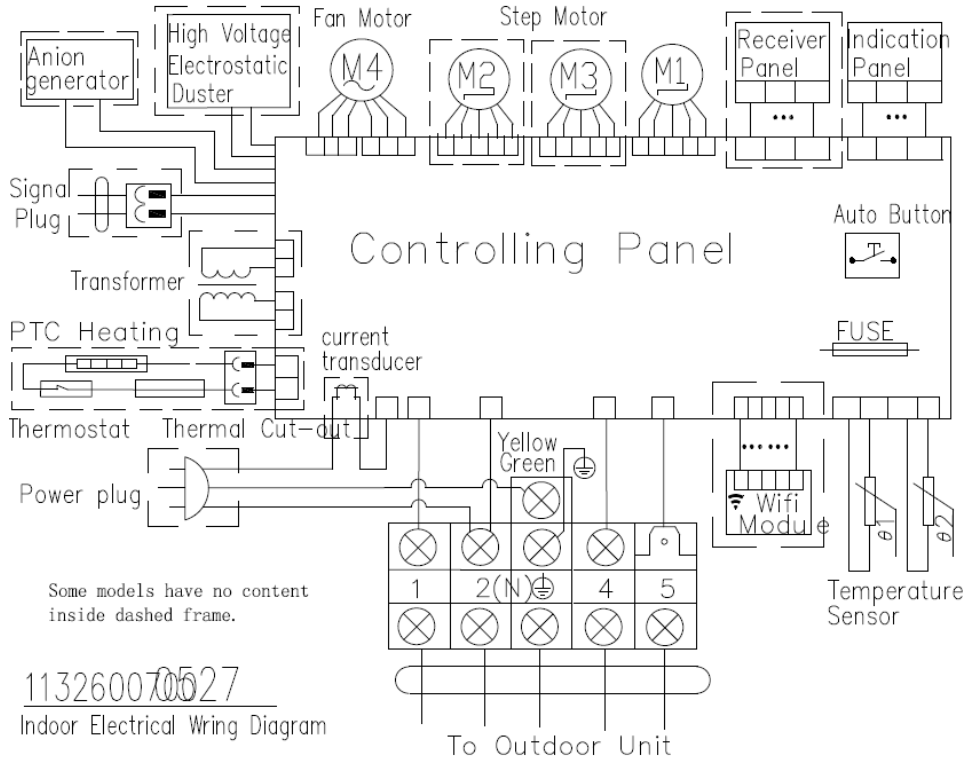 Fan Motor
Step Motor
Anion
generator
High Voltage
Electrostatic
Duster
M4
M2
M3
M1
Receiver
Panel
Indication
Panel
Signal
Plug
Controlling Panel
Auto Button
Transformer
PTC Heating
current
transducer
FUSE
Thermostat
Thermal Cut-out
Yellow
Green
Power plug
Wifi
Module
θ1
θ2
1
2(N)
4
5
Temperature
Sensor
Some models have no content
inside dashed frame.
Indoor Electrical Wring Diagram
To Outdoor Unit